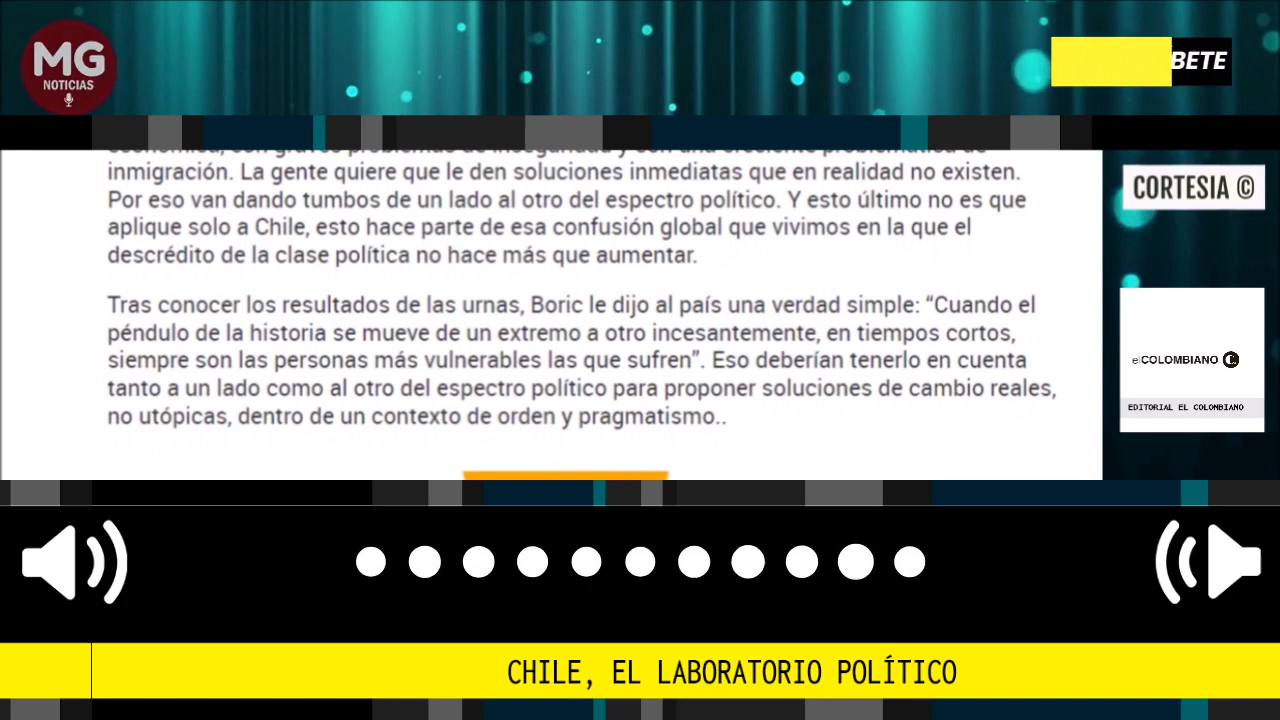 MG
NOTICIAS
BETE
inmigración. La gente quiere que le den soluciones inmediatas que en realidad no existen.
Por eso van dando tumbos de un lado al otro del espectro político. Y esto último no es que
aplique solo a Chile, esto hace parte de esa confusión global que vivimos en la que el
descrédito de la clase política no hace más que aumentar.
Tras conocer los resultados de las urnas, Boric le dijo al país una verdad simple: “Cuando el
péndulo de la historia se mueve de un extremo a otro incesantemente, en tiempos cortos,
siempre son las personas más vulnerables las que sufren”. Eso deberían tenerlo en cuenta
tanto a un lado como al otro del espectro político para proponer soluciones de cambio reales,
no utópicas, dentro de un contexto de orden y pragmatismo..
CORTESIA ©
elCOLOMBIANO C
EDITORIAL EL COLOMBIANO
CHILE, EL LABORATORIO POLÍTICO